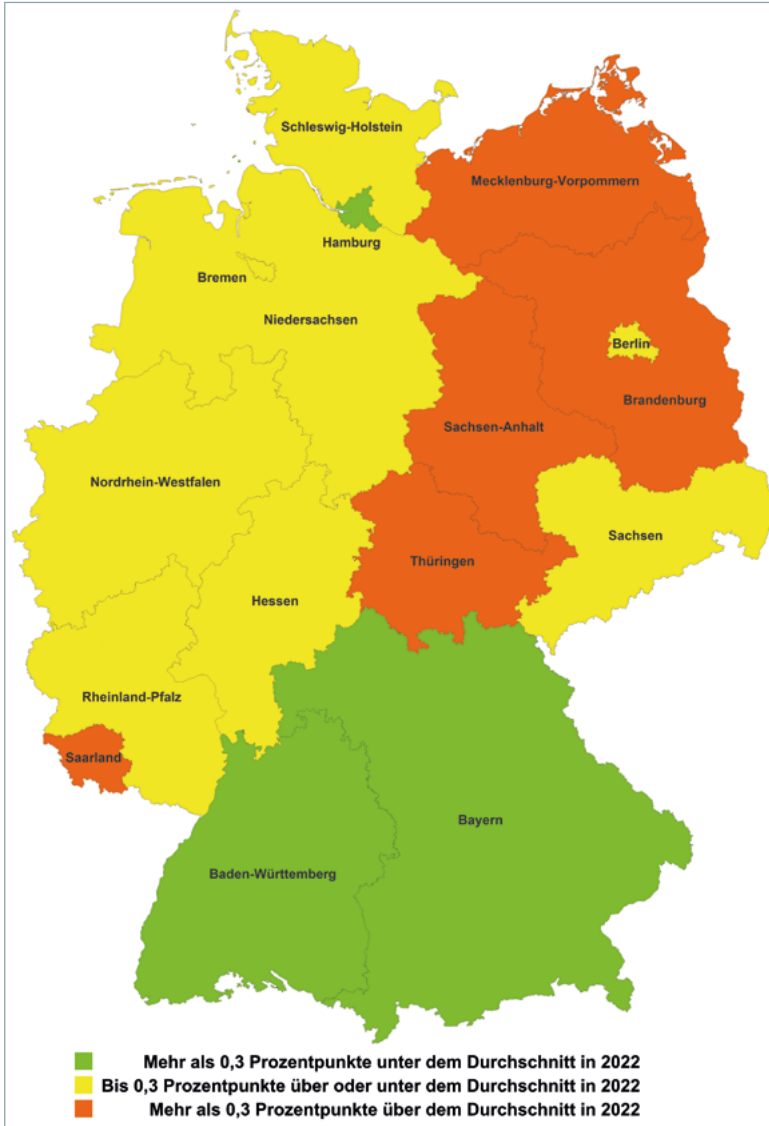 Schleswig-Holstein
Mecklenburg-Vorpommern
Hamburg
Bremen
Niedersachsen
Berlin
Brandenburg
Sachsen-Anhalt
Nordrhein-Westfalen
Sachsen
Thüringen
Hessen
Rheinland-Pfalz
Saarland
Bayern
Baden-Württemberg
Mehr als 0,3 Prozentpunkte unter dem Durchschnitt in 2022
Bis 0,3 Prozentpunkte über oder unter dem Durchschnitt in 2022
Mehr als 0,3 Prozentpunkte über dem Durchschnitt in 2022